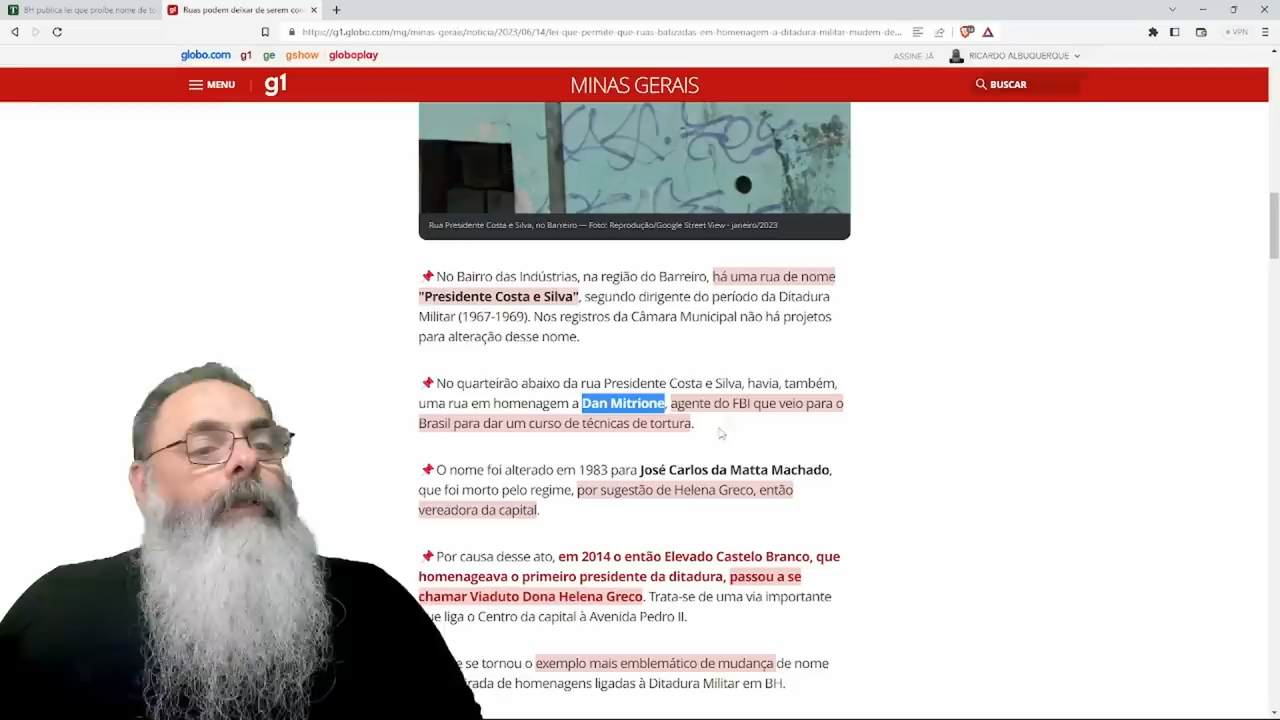 BH publica lei que proíbe nome de to
Ruas podem deixar de ser
https://g1.globo.com/mg/minas-gerais/noticia/2023/06/14/lei-que-permite-que-ruas-batizadas-em-homenagem-a-ditadura-militar-mudem-de...
VPN
globo.com g1 ge gshow globoplay
ASSINE JÁ RICARDO ALBUQUERQUE
MENU g1 MINAS GERAIS BUSCAR
Rua Presidente Costa e Silva, no Barreiro — Foto: Reprodução/Google Street View - janeiro/2023
No Bairro das Indústrias, na região do Barreiro, há uma rua de nome
"Presidente Costa e Silva", segundo dirigente do período da Ditadura
Militar (1967-1969). Nos registros da Câmara Municipal não há projetos
para alteração desse nome.
No quarteirão abaixo da rua Presidente Costa e Silva, havia, também,
uma rua em homenagem a Dan Mitrione, agente do FBI que veio para o
Brasil para dar um curso de técnicas de tortura.
O nome foi alterado em 1983 para José Carlos da Matta Machado,
que foi morto pelo regime, por sugestão de Helena Greco, então
vereadora da capital.
Por causa desse ato, em 2014 o então Elevado Castelo Branco, que
homenageava o primeiro presidente da ditadura, passou a se
chamar Viaduto Dona Helena Greco. Trata-se de uma via importante
que liga o Centro da capital à Avenida Pedro II.
se tornou o exemplo mais emblemático de mudança de nome
de homenagens ligadas à Ditadura Militar em BH.